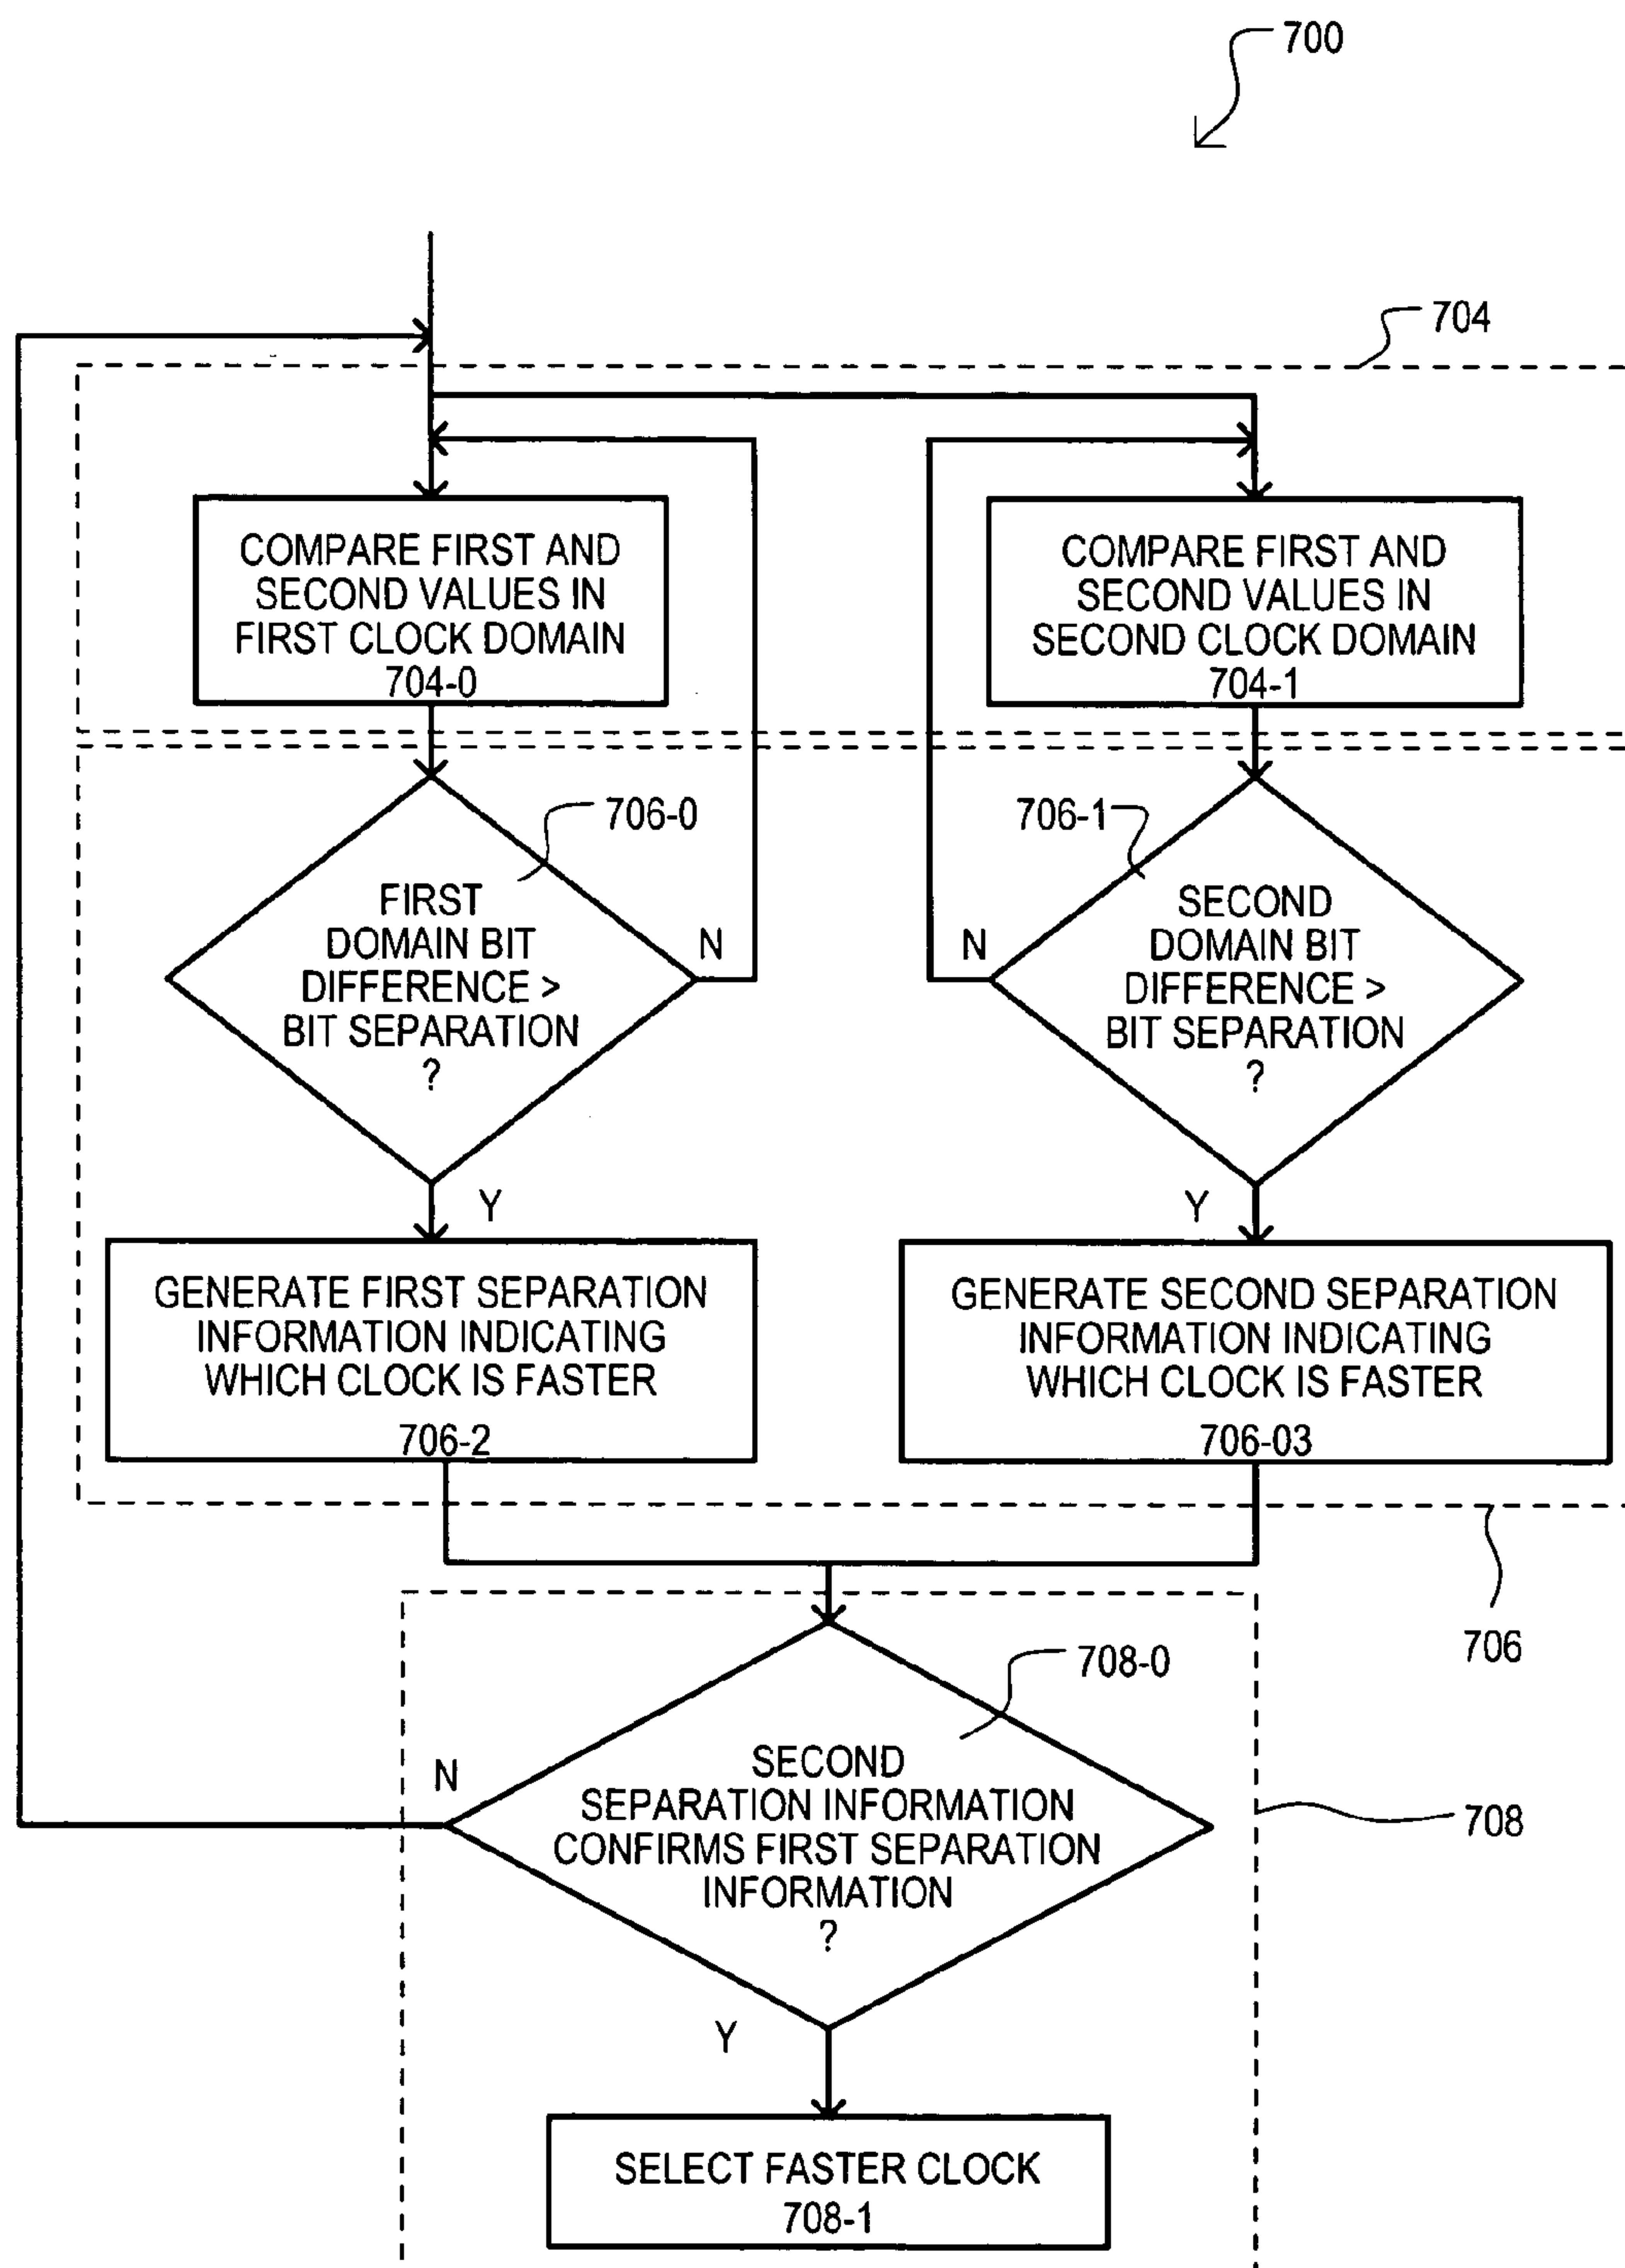 700
704
COMPARE FIRST AND
SECOND VALUES IN
FIRST CLOCK DOMAIN
704-0
COMPARE FIRST AND
SECOND VALUES IN
SECOND CLOCK DOMAIN
704-1
706-0
FIRST
DOMAIN BIT
DIFFERENCE >
BIT SEPARATION
?
N
Y
706-1
SECOND
DOMAIN BIT
DIFFERENCE >
BIT SEPARATION
?
N
Y
GENERATE FIRST SEPARATION
INFORMATION INDICATING
WHICH CLOCK IS FASTER
706-2
GENERATE SECOND SEPARATION
INFORMATION INDICATING
WHICH CLOCK IS FASTER
706-03
706
708-0
SECOND
SEPARATION INFORMATION
CONFIRMS FIRST SEPARATION
INFORMATION
?
N
708
Y
SELECT FASTER CLOCK
708-1